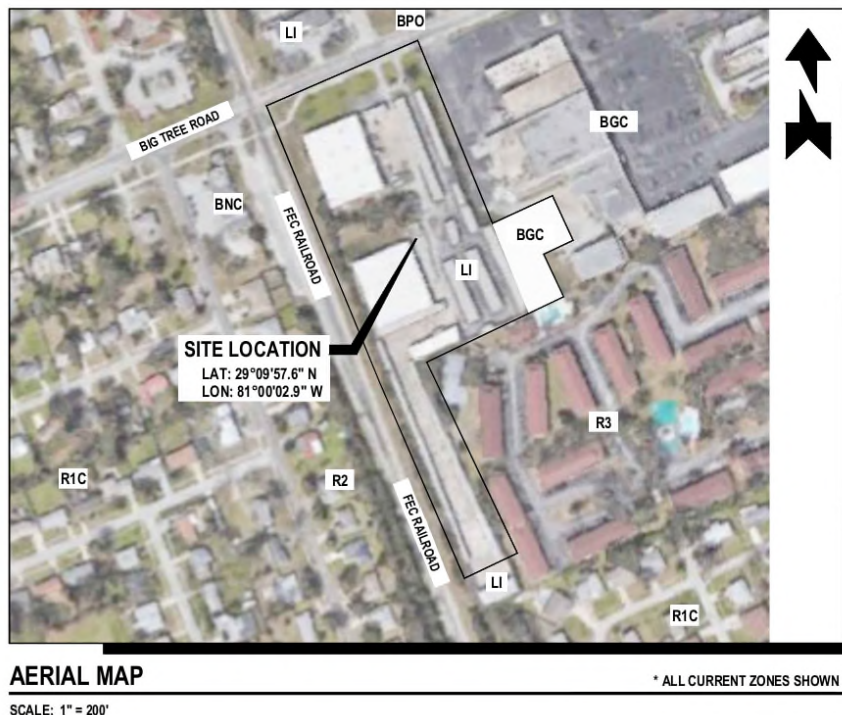 BPO
LI
BIG TREE ROAD
BGC
BNC
FEC RAILROAD
BGC
LI
SITE LOCATION
LAT: 29°09'57.6" N
LON: 81°00'02.9" W
R3
R1C
R2
FEC RAILROAD
LI
R1C
AERIAL MAP
* ALL CURRENT ZONES SHOWN
SCALE: 1" = 200'